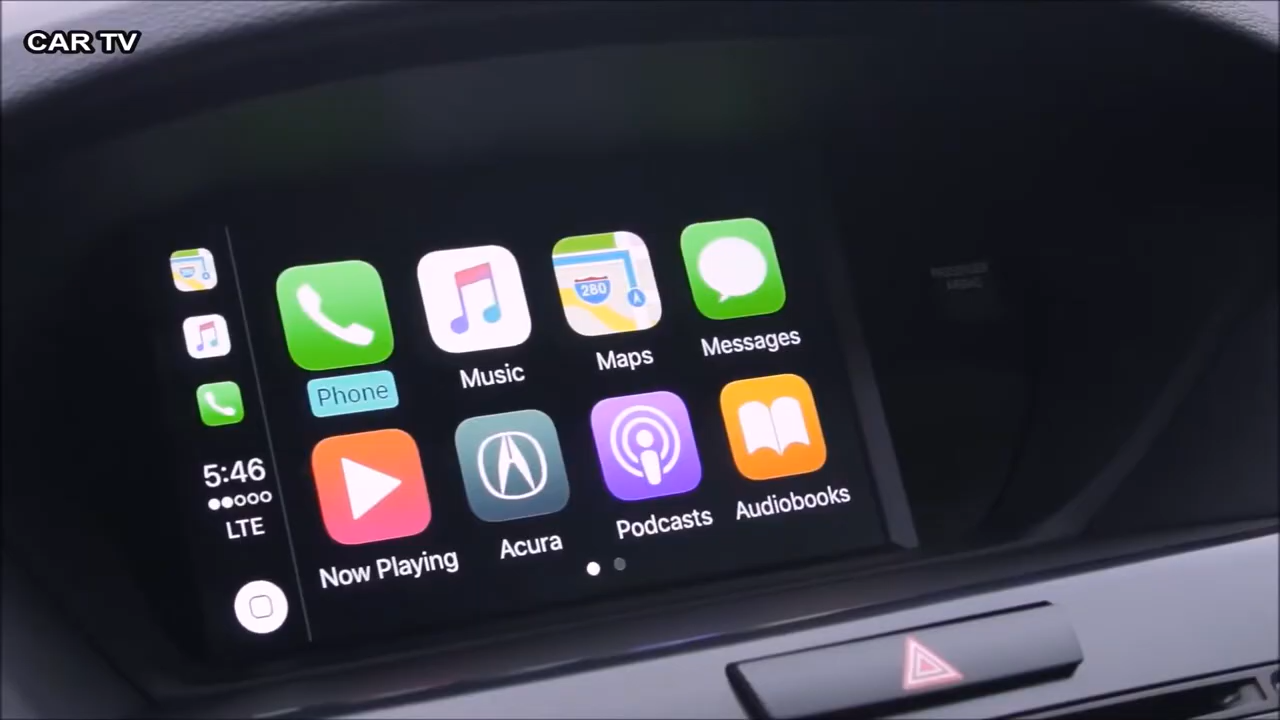 CAR TV
Phone
Music
280
Maps
Messages
5:46
LTE
Now Playing
Acura
Podcasts
Audiobooks